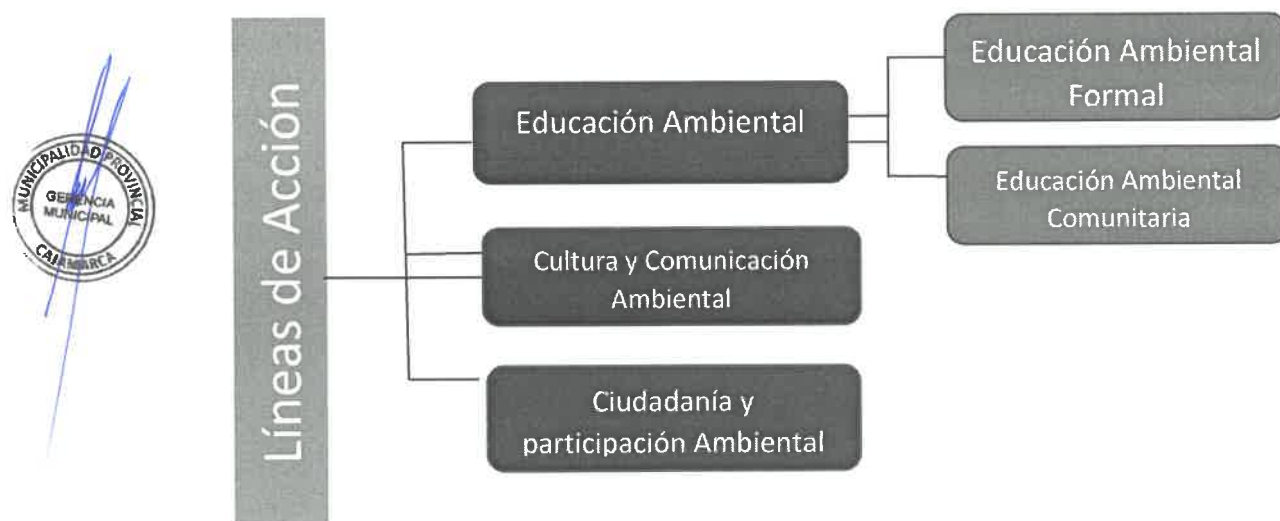 MUNICIPALIDAD PROVINCIAL
GERENCIA
MUNICIPAL
CAJAMARCA
Líneas de Acción
Educación Ambiental
Educación Ambiental
Formal
Educación Ambiental
Comunitaria
Cultura y Comunicación
Ambiental
Ciudadanía y
participación Ambiental